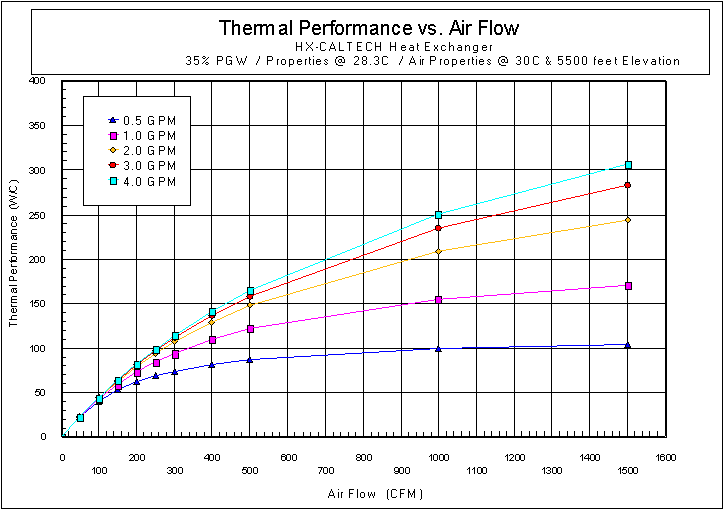 Thermal Performance vs. Air Flow
HX-CALTECH Heat Exchanger
35% PGW / Properties @ 28.3C / Air Properties @ 30C & 5500 feet Elevation
400
350
300
250
200
150
100
50
0
Thermal Performance (W/C)
0.5 GPM
1.0 GPM
2.0 GPM
3.0 GPM
4.0 GPM
0 200 400 600 800 1000 1200 1400 1600
100 300 500 700 900 1100 1300 1500
Air Flow (CFM)